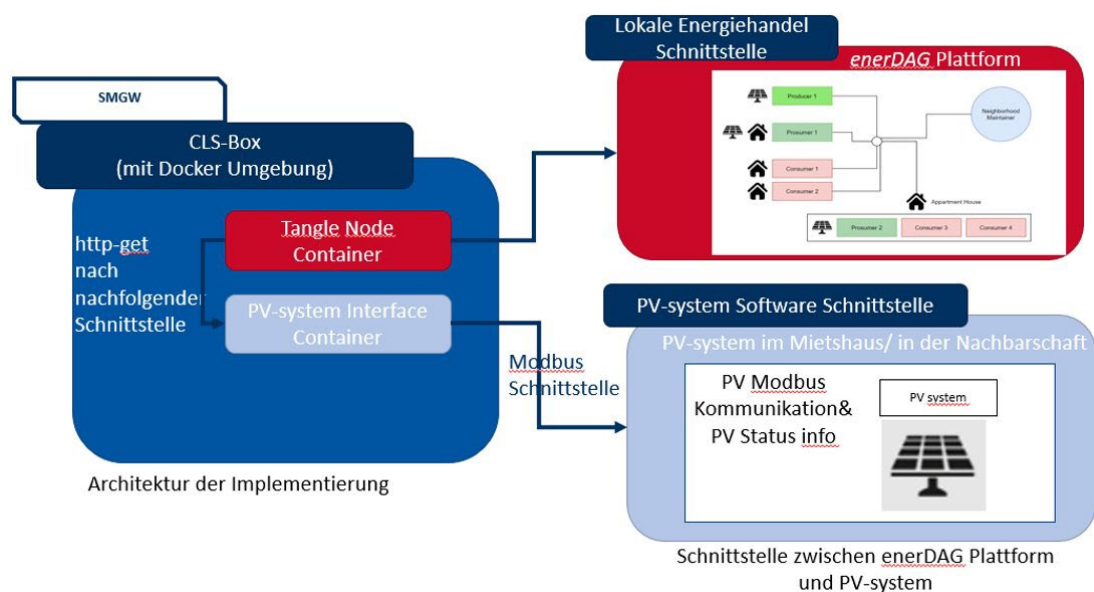 SMGW
CLS-Box
(mit Docker Umgebung)
http-get
nach
nachfolgender
Schnittstelle
Tangle Node
Container
PV-system Interface
Container
Modbus
Schnittstelle
Architektur der Implementierung
Lokale Energiehandel
Schnittstelle
enerDAG Plattform
Producer 1
Prosumer 1
Consumer 1
Consumer 2
Neighborhood
Maintainer
Appartment House
Prosumer 2
Consumer 3
Consumer 4
PV-system Software Schnittstelle
PV-system im Mietshaus/ in der Nachbarschaft
PV Modbus
Kommunikation&
PV Status info
PV system
Schnittstelle zwischen enerDAG Plattform
und PV-system